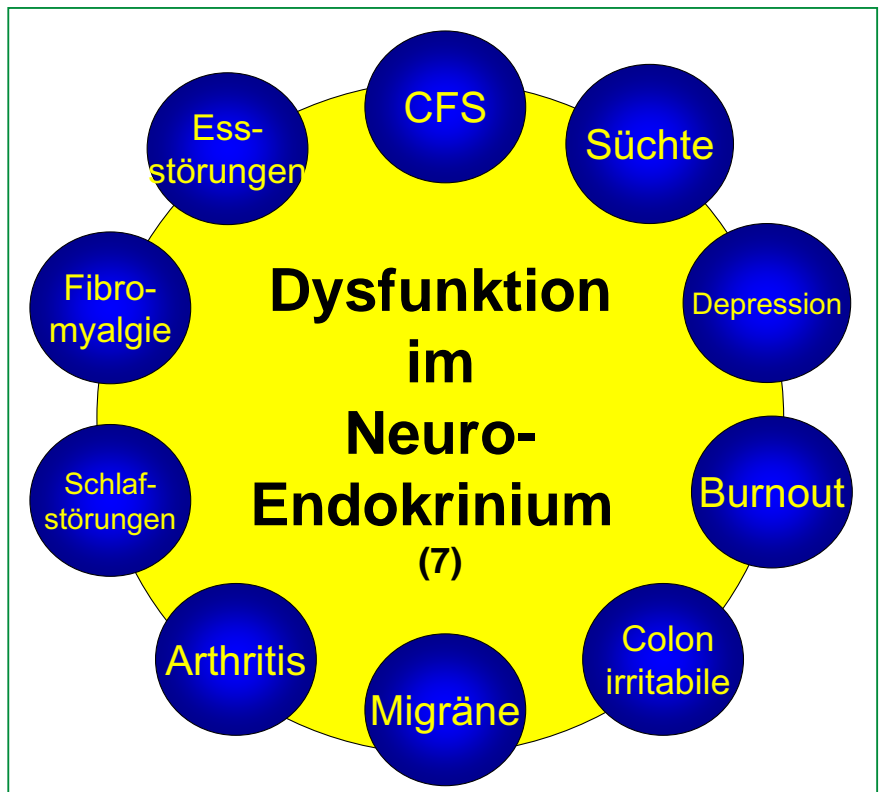 CFS
Süchte
Depression
Burnout
Colon
irritabile
Migräne
Arthritis
Schlaf-
störungen
Fibro-
myalgie
Ess-
störungen
Dysfunktion
im
Neuro-
Endokrinium
(7)